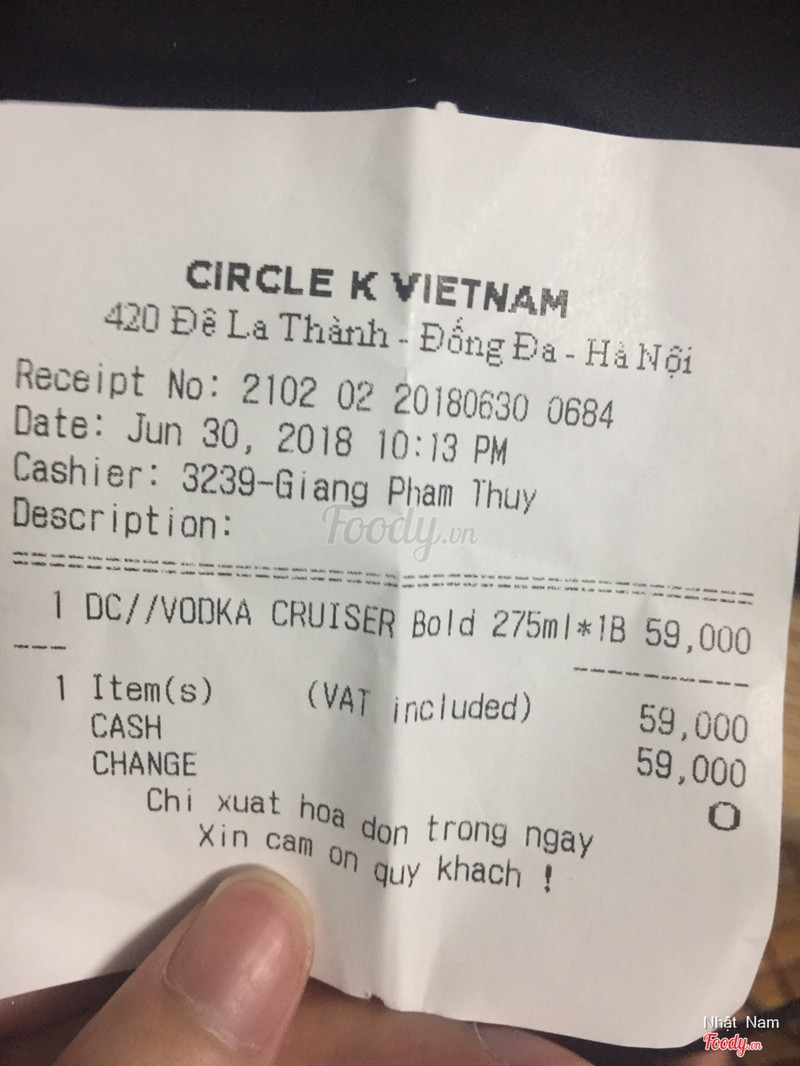 CIRCLE K VIETNAM
420 Đê La Thành - Đống Đa - Hà Nội
Receipt No: 2102 02 20180630 0684
Date: Jun 30, 2018 10:13 PM
Cashier: 3239-Giang Pham Thuy
Description:
Foody.vn
1 DC//VODKA CRUISER Bold 275ml*1B 59,000
1 Item(s) (VAT included) 59,000
CASH 59,000
CHANGE 0
Chi xuat hoa don trong ngay
Xin cam on quy khach !
Nhật Nam
Foody.vn